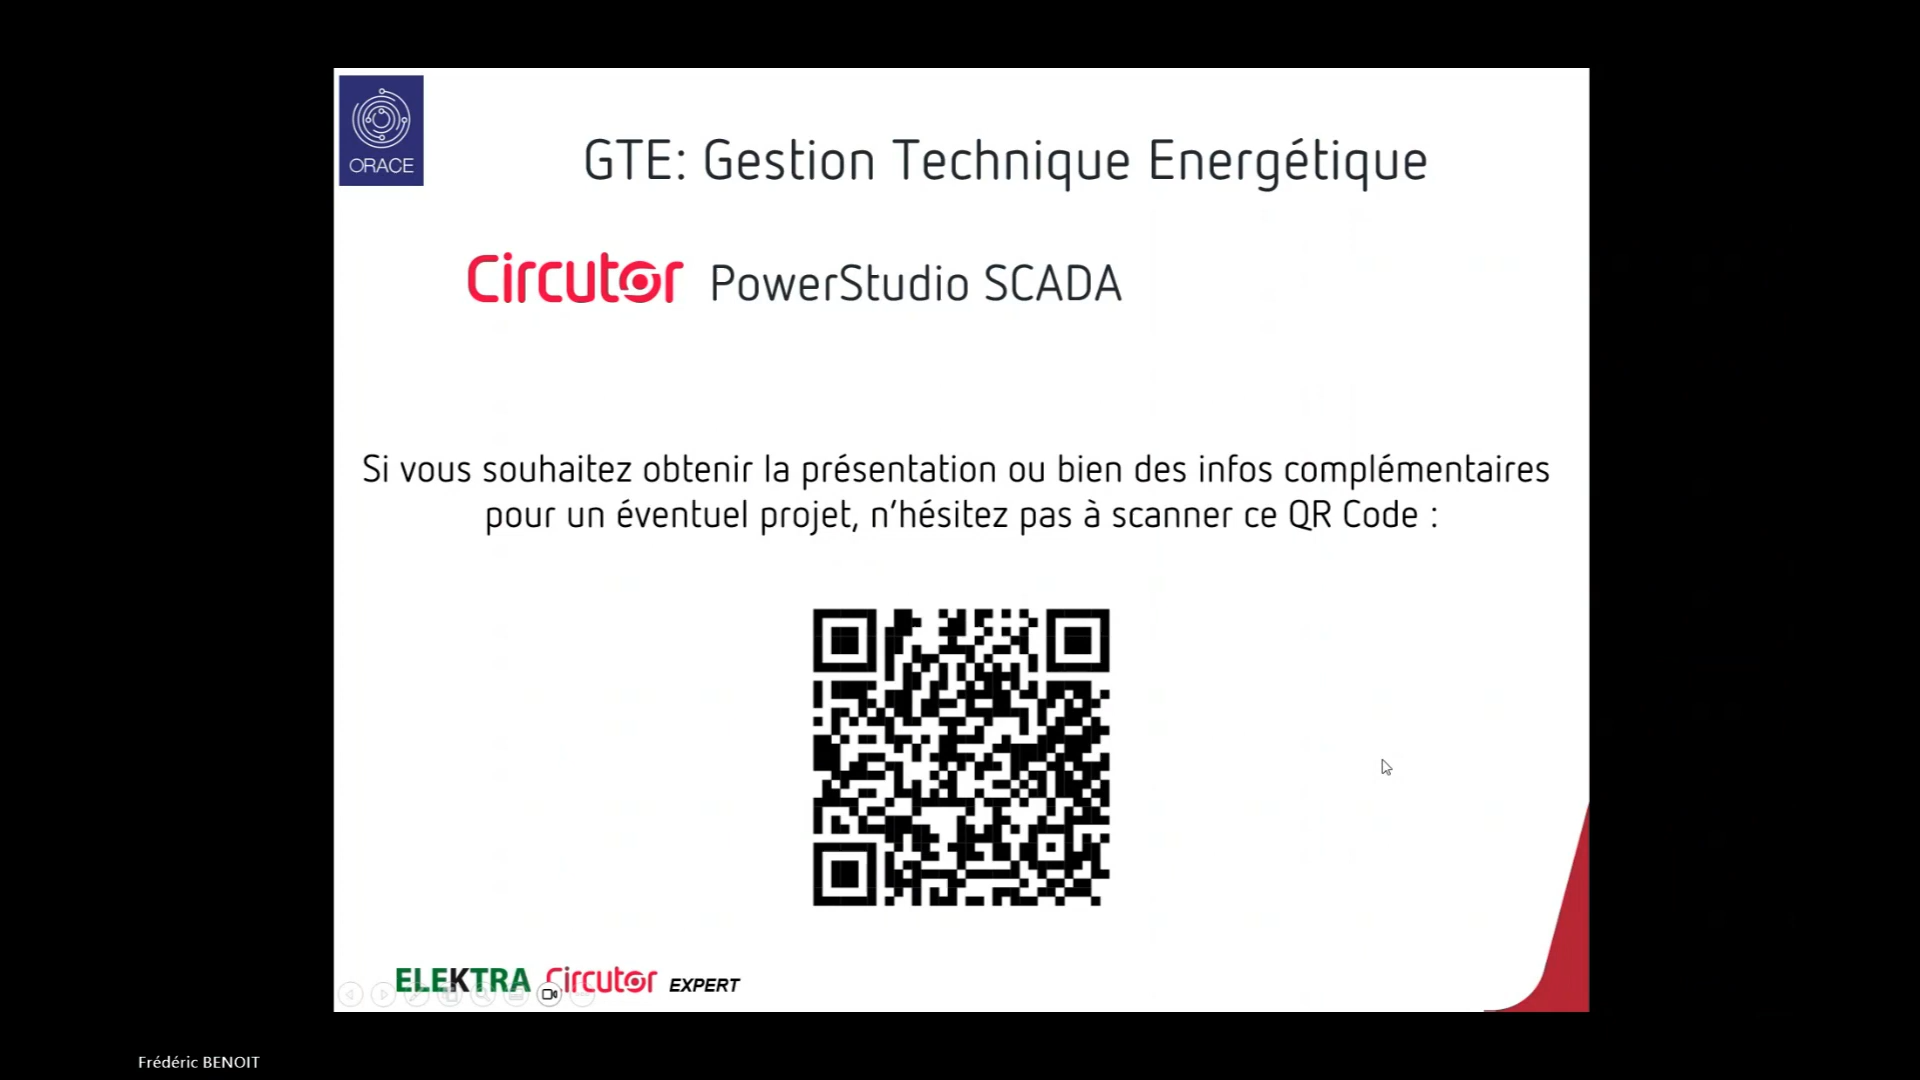 ORACE
GTE: Gestion Technique Energétique
Circutor PowerStudio SCADA
Si vous souhaitez obtenir la présentation ou bien des infos complémentaires
pour un éventuel projet, n’hésitez pas à scanner ce QR Code :
ELEKTRA Circutor EXPERT
Frédéric BENOIT